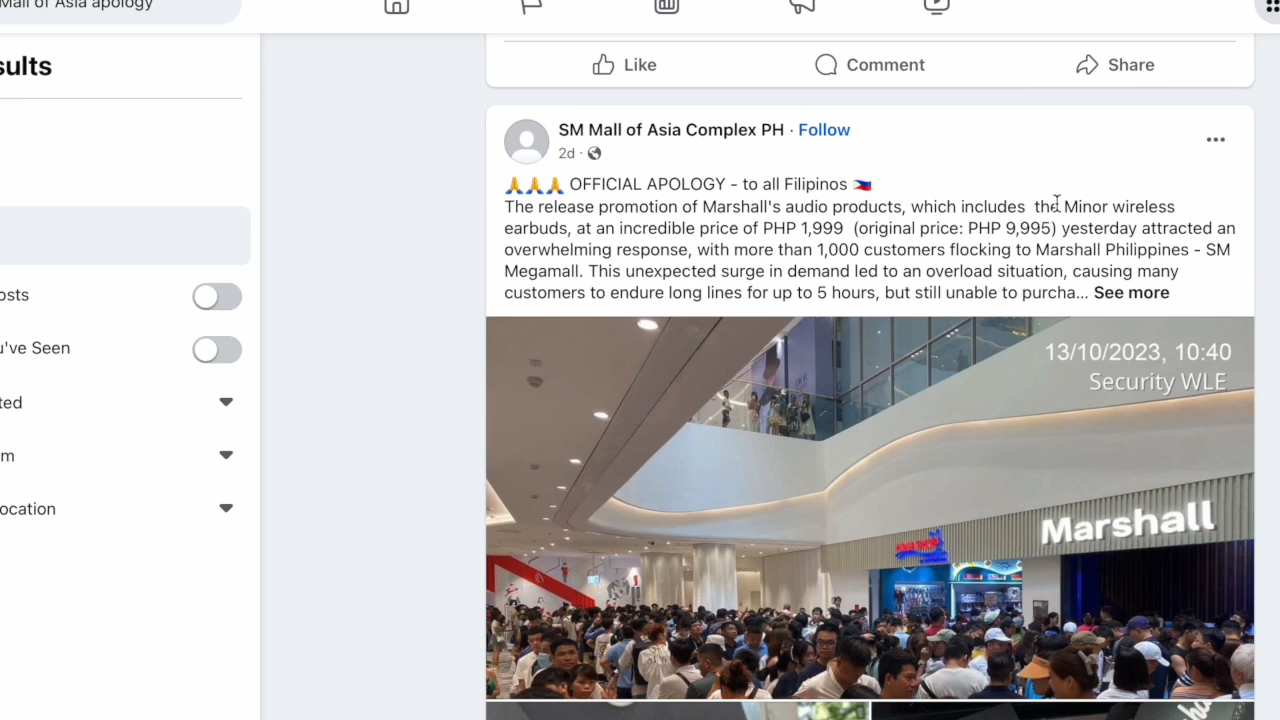 Mall of Asia apology
sults
Like
Comment
Share
SM Mall of Asia Complex PH · Follow
2d ·
🙏🙏🙏 OFFICIAL APOLOGY - to all Filipinos 🇵🇭
The release promotion of Marshall's audio products, which includes  the Minor wireless
earbuds, at an incredible price of PHP 1,999  (original price: PHP 9,995) yesterday attracted an
overwhelming response, with more than 1,000 customers flocking to Marshall Philippines - SM
Megamall. This unexpected surge in demand led to an overload situation, causing many
customers to endure long lines for up to 5 hours, but still unable to purcha... See more
osts
u've Seen
ted
m
ocation
13/10/2023, 10:40
Security WLE
Marshall